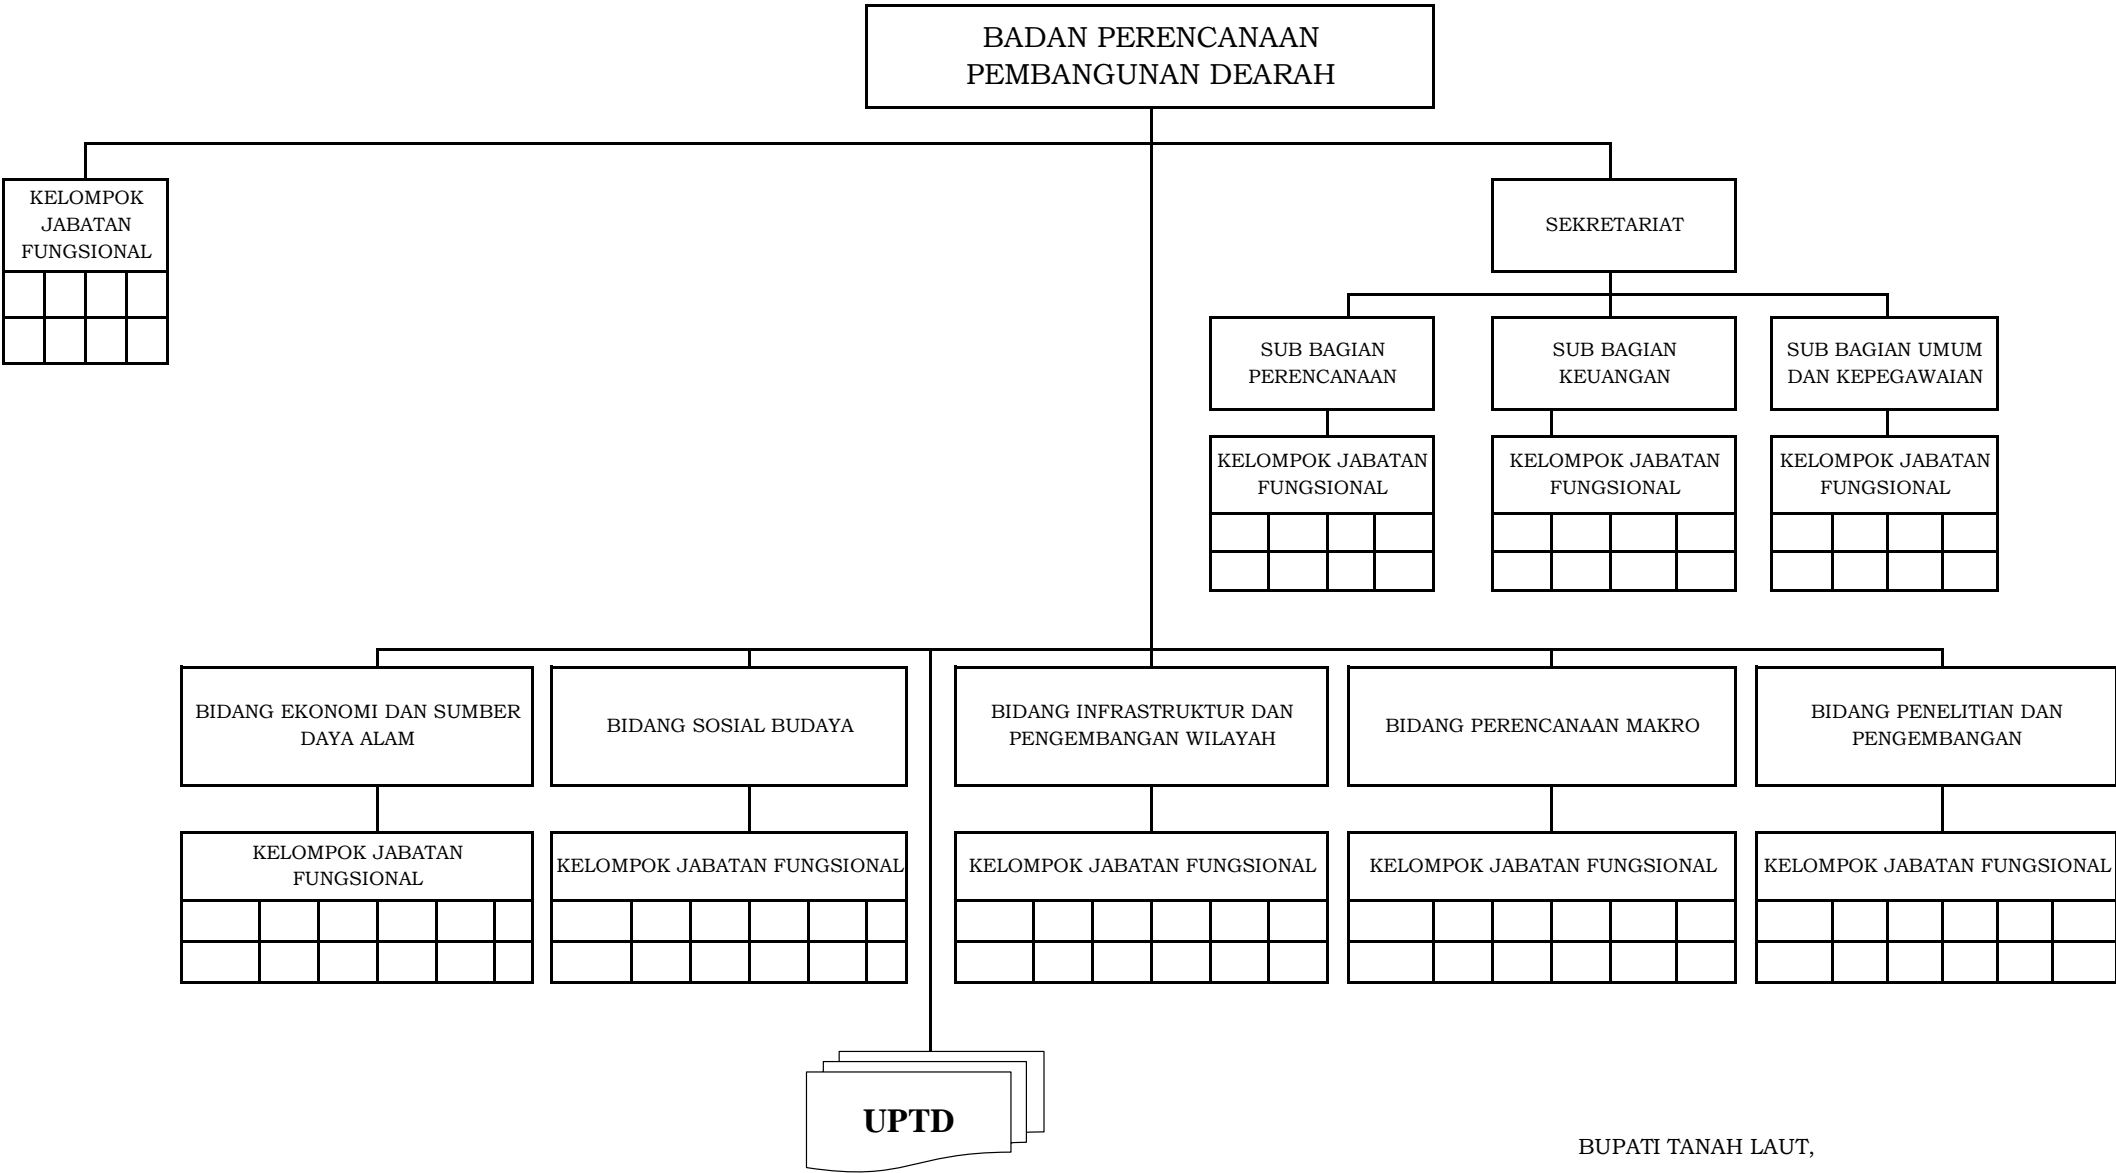 BADAN PERENCANAAN
PEMBANGUNAN DEARAH
KELOMPOK
JABATAN
FUNGSIONAL
SEKRETARIAT
SUB BAGIAN
PERENCANAAN
SUB BAGIAN
KEUANGAN
SUB BAGIAN UMUM
DAN KEPEGAWAIAN
KELOMPOK JABATAN
FUNGSIONAL
KELOMPOK JABATAN
FUNGSIONAL
KELOMPOK JABATAN
FUNGSIONAL
BIDANG EKONOMI DAN SUMBER
DAYA ALAM
BIDANG SOSIAL BUDAYA
BIDANG INFRASTRUKTUR DAN
PENGEMBANGAN WILAYAH
BIDANG PERENCANAAN MAKRO
BIDANG PENELITIAN DAN
PENGEMBANGAN
KELOMPOK JABATAN
FUNGSIONAL
KELOMPOK JABATAN FUNGSIONAL
KELOMPOK JABATAN FUNGSIONAL
KELOMPOK JABATAN FUNGSIONAL
KELOMPOK JABATAN FUNGSIONAL
UPTD
BUPATI TANAH LAUT,